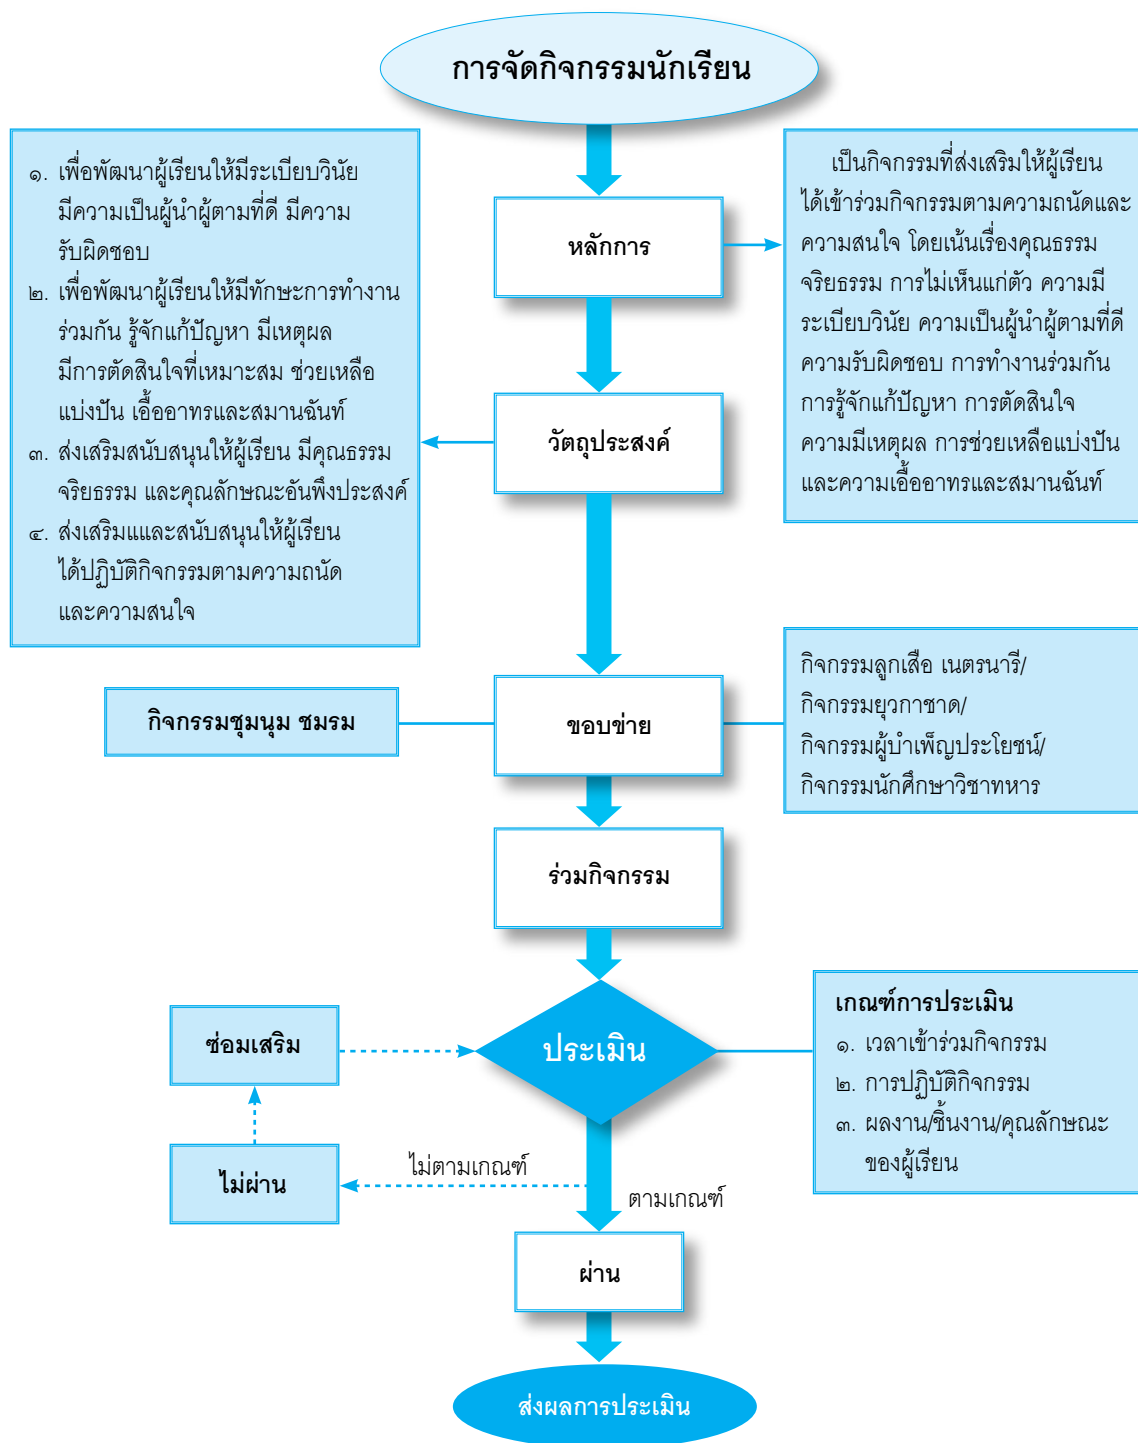 การจัดกิจกรรมนักเรียน
หลักการ
เป็นกิจกรรมที่ส่งเสริมให้ผู้เรียน
ได้เข้าร่วมกิจกรรมตามความถนัดและ
ความสนใจ โดยเน้นเรื่องคุณธรรม
จริยธรรม การไม่เห็นแก่ตัว ความมี
ระเบียบวินัย ความเป็นผู้นำผู้ตามที่ดี
ความรับผิดชอบ การทำงานร่วมกัน
การรู้จักแก้ปัญหา การตัดสินใจ
ความมีเหตุผล การช่วยเหลือแบ่งปัน
และความเอื้ออาทรและสมานฉันท์
วัตถุประสงค์
๑. เพื่อพัฒนาผู้เรียนให้มีระเบียบวินัย
มีความเป็นผู้นำผู้ตามที่ดี มีความ
รับผิดชอบ
๒. เพื่อพัฒนาผู้เรียนให้มีทักษะการทำงาน
ร่วมกัน รู้จักแก้ปัญหา มีเหตุผล
มีการตัดสินใจที่เหมาะสม ช่วยเหลือ
แบ่งปัน เอื้ออาทรและสมานฉันท์
๓. ส่งเสริมสนับสนุนให้ผู้เรียน มีคุณธรรม
จริยธรรม และคุณลักษณะอันพึงประสงค์
๔. ส่งเสริมแและสนับสนุนให้ผู้เรียน
ได้ปฏิบัติกิจกรรมตามความถนัด
และความสนใจ
กิจกรรมชุมนุม ชมรม
ขอบข่าย
กิจกรรมลูกเสือ เนตรนารี/
กิจกรรมยุวกาชาด/
กิจกรรมผู้บำเพ็ญประโยชน์/
กิจกรรมนักศึกษาวิชาทหาร
ร่วมกิจกรรม
ซ่อมเสริม
ประเมิน
เกณฑ์การประเมิน
๑. เวลาเข้าร่วมกิจกรรม
๒. การปฏิบัติกิจกรรม
๓. ผลงาน/ชิ้นงาน/คุณลักษณะ
ของผู้เรียน
ไม่ผ่าน
ไม่ตามเกณฑ์
ตามเกณฑ์
ผ่าน
ส่งผลการประเมิน